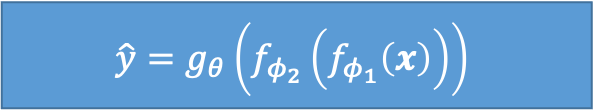 ŷ = g_θ (f_ϕ₂ (f_ϕ₁(x)))